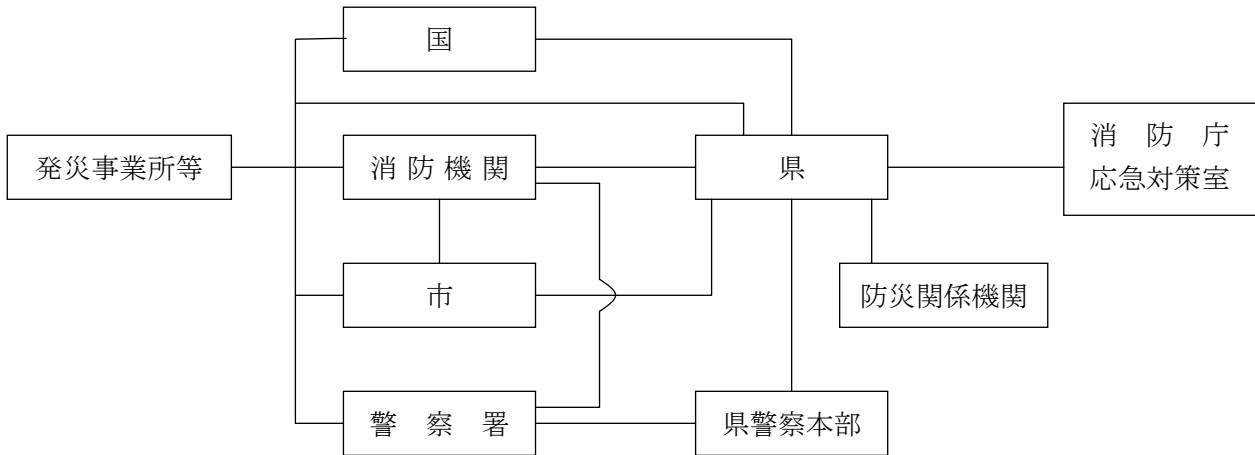 国
発災事業所等
消防機関
県
消防庁
応急対策室
市
防災関係機関
警察署
県警察本部